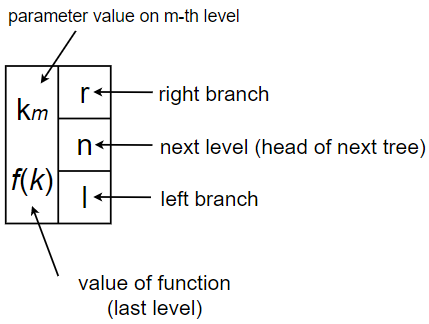 parameter value on m-th level
km
r
right branch
n
next level (head of next tree)
f(k)
l
left branch
value of function
(last level)